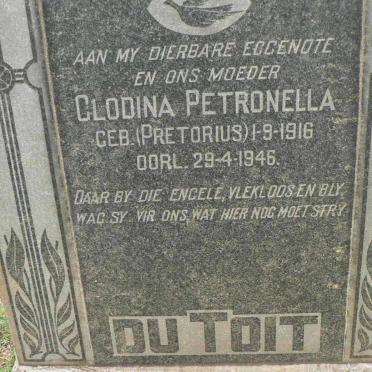 AAN MY DIERBARE EGGENOTE
EN ONS MOEDER
CLODINA PETRONELLA
GEB. (PRETORIUS) 1-9-1916
OORL. 29-4-1946.
DAAR BY DIE ENGELE, VLEKLOOS EN BLY,
WAG SY VIR ONS, WAT HIER NOG MOET STRY
DU TOIT